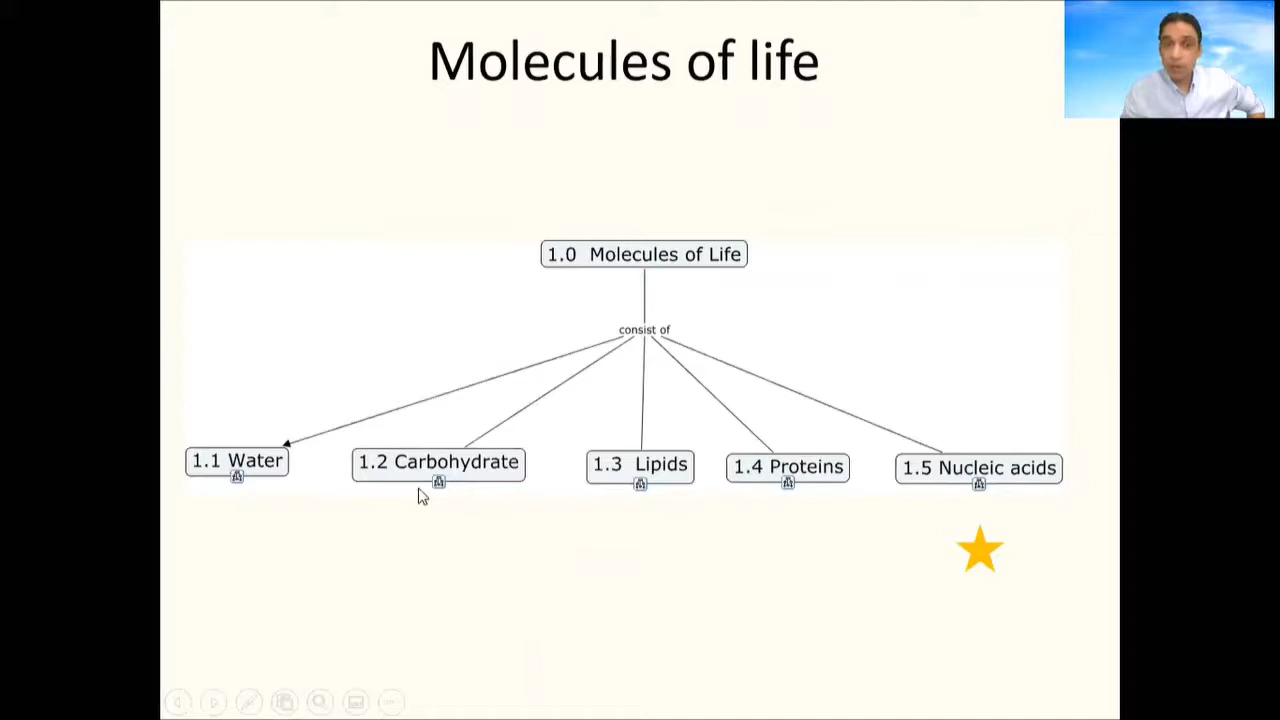 Molecules of life
1.0 Molecules of Life
consist of
1.1 Water
1.2 Carbohydrate
1.3 Lipids
1.4 Proteins
1.5 Nucleic acids